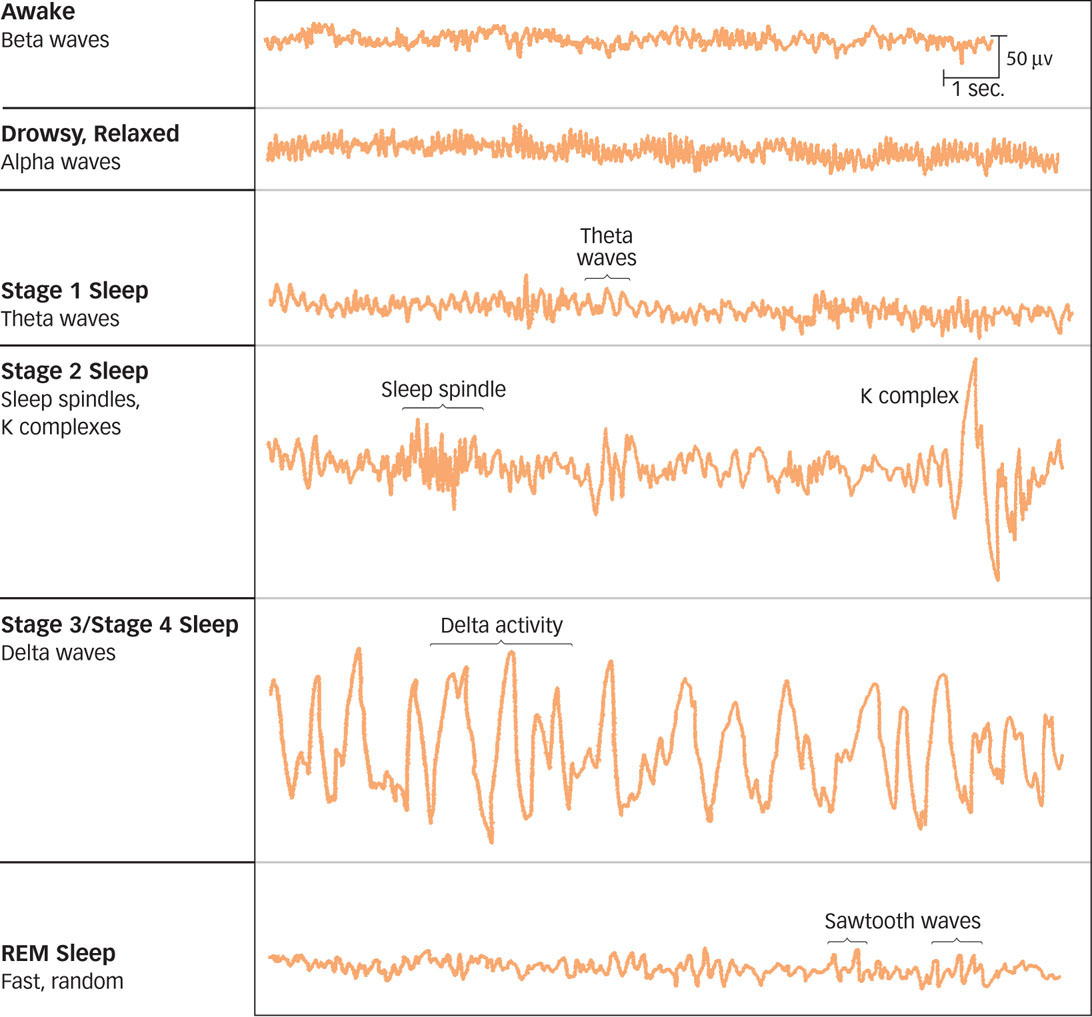 Awake
Beta waves
50 μv
1 sec.
Drowsy, Relaxed
Alpha waves
Theta
waves
Stage 1 Sleep
Theta waves
Stage 2 Sleep
Sleep spindles,
K complexes
Sleep spindle
K complex
Stage 3/Stage 4 Sleep
Delta waves
Delta activity
Sawtooth waves
REM Sleep
Fast, random